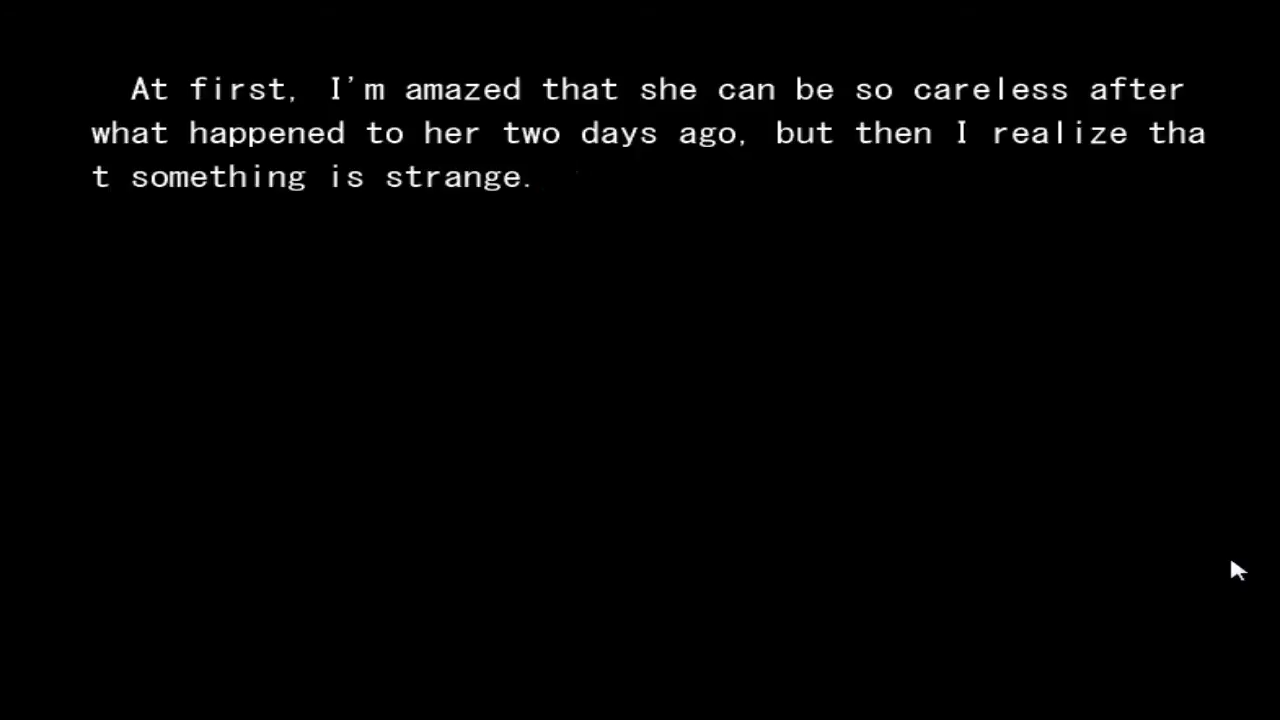 At first, I'm amazed that she can be so careless after
what happened to her two days ago, but then I realize tha
t something is strange.